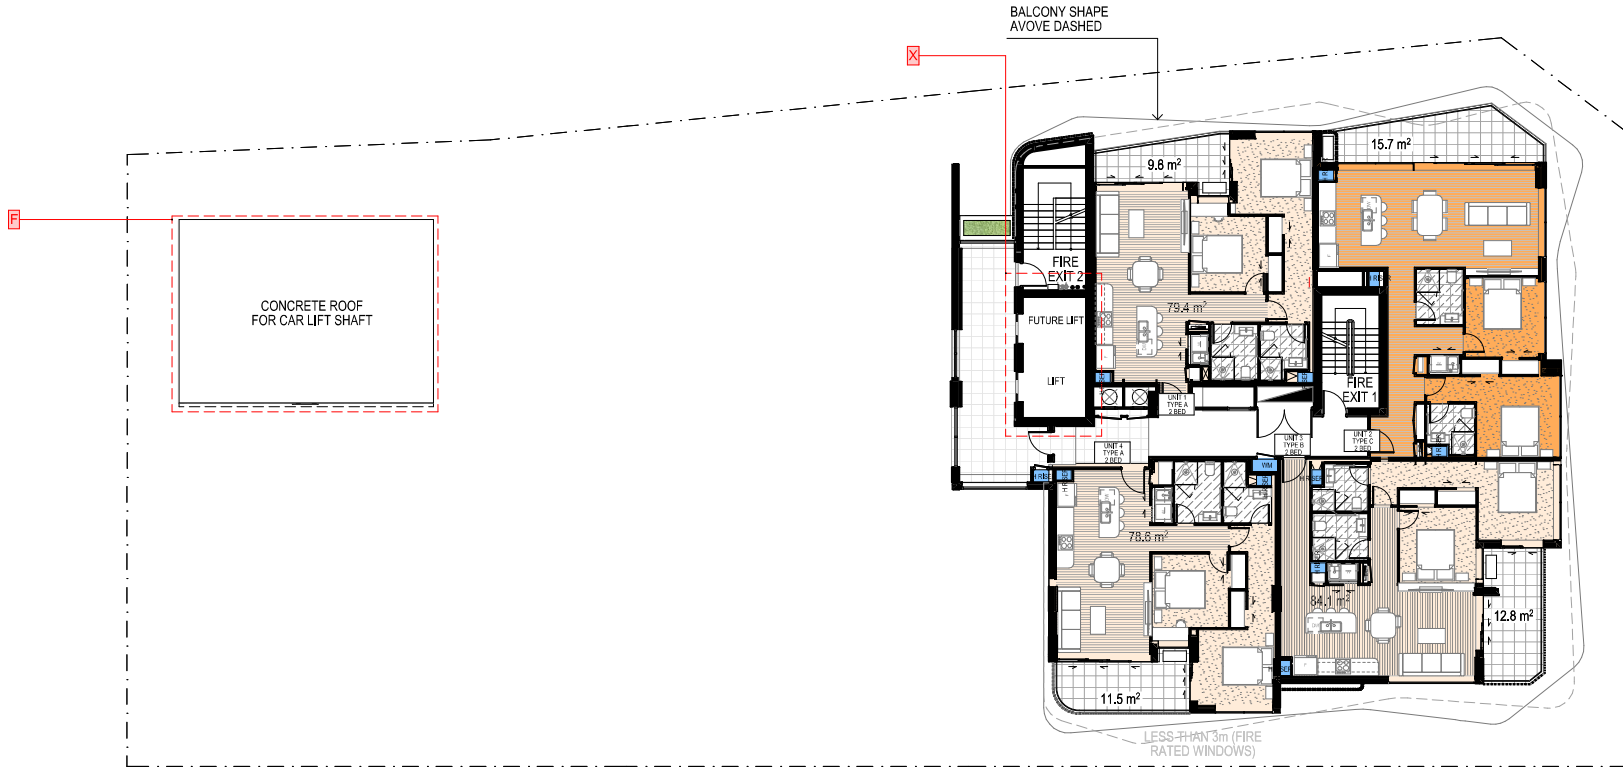 BALCONY SHAPE
AVOVE DASHED
X
15.7 m²
9.8 m²
F
FIRE
EXIT 2
CONCRETE ROOF
FOR CAR LIFT SHAFT
79.4 m²
FUTURE LIFT
LIFT
FIRE
EXIT 1
UNIT 1
TYPE A
2 BED
UNIT 4
TYPE A
2 BED
UNIT 3
TYPE B
2 BED
UNIT 2
TYPE C
2 BED
WM
78.6 m²
84.1 m²
12.8 m²
11.5 m²
LESS THAN 3m (FIRE
RATED WINDOWS)